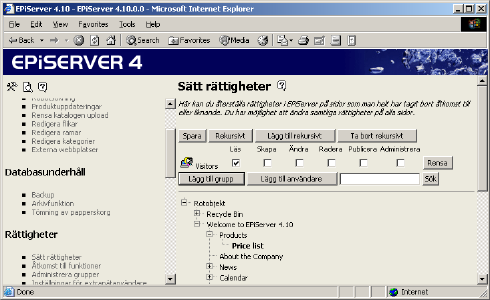 EPiServer 4.10 - EPiServer 4.10.0.0 - Microsoft Internet Explorer
File Edit View Favorites Tools Help
Back Search Favorites Media
EPiSERVER 4
Produktuppdateringar
Rensa katalogen upload
Redigera flikar
Redigera ramar
Redigera kategorier
Externa webbplatser
Databasunderhåll
Backup
Arkivfunktion
Tömning av papperskorg
Rättigheter
Sätt rättigheter
Åtkomst till funktioner
Administrera grupper
Inställningar för extranätanvändare
Sätt rättigheter
Här kan du återställa rättigheter i EPiServer på sidor som man helt har tagit bort åtkomst till
eller liknande. Du har möjlighet att ändra samtliga rättigheter på alla sidor.
Spara Rekursivt Lägg till rekursivt Ta bort rekursivt
Läs Skapa Ändra Radera Publicera Administrera
Visitors Rensa
Lägg till grupp Lägg till användare Sök
Rotobjekt
Recycle Bin
Welcome to EPiServer 4.10
Products
Price list
About the Company
News
Calendar
Done Internet